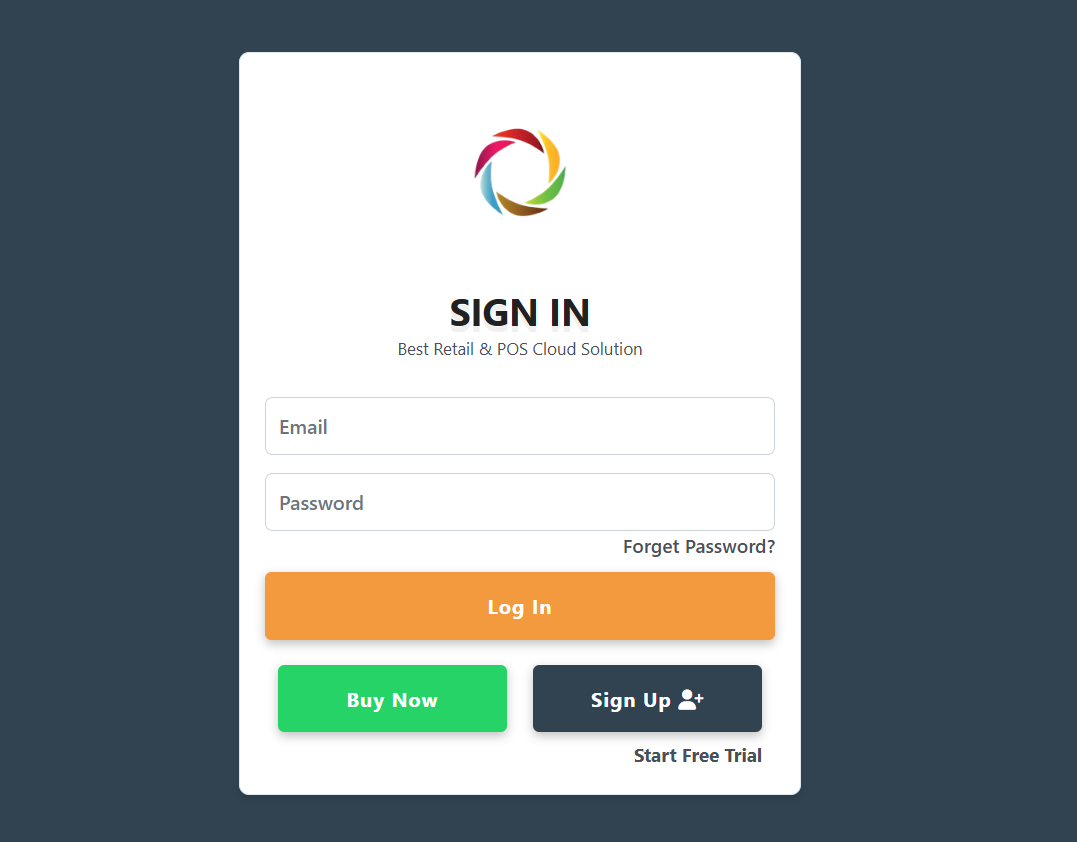 SIGN IN
Best Retail & POS Cloud Solution
Email
Password
Forget Password?
Log In
Buy Now
Sign Up
Start Free Trial